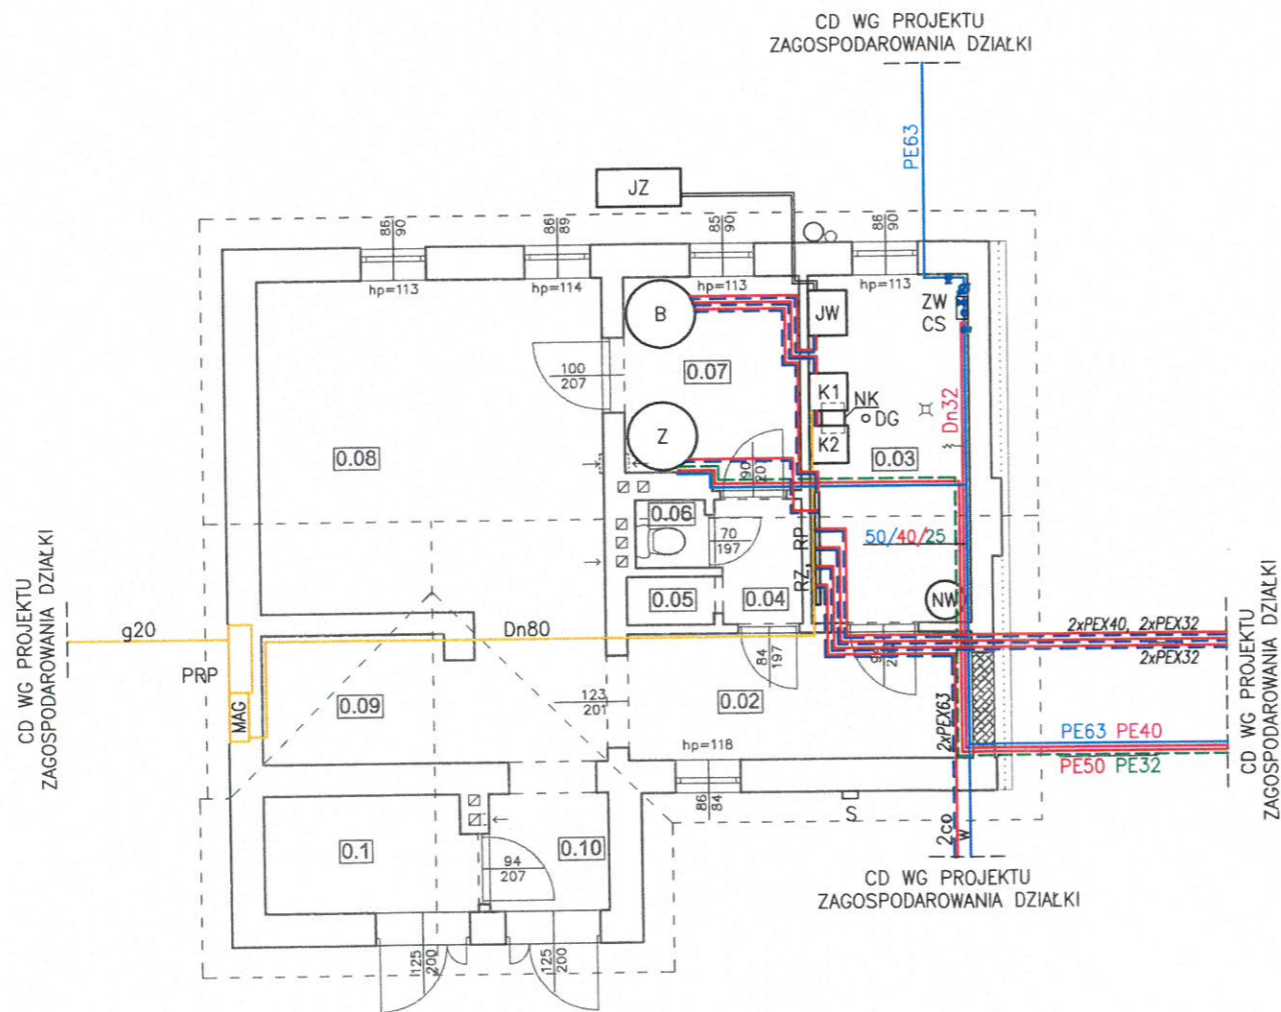 CD WG PROJEKTU
ZAGOSPODAROWANIA DZIAŁKI
PE63
JZ
86
90
86
89
85
90
86
90
hp=113
hp=114
hp=113
hp=113
B
JW
ZW
CS
100
207
0.07
K1
NK
DG
K2
Dn32
Z
0.08
90
0.03
0.06
70
197
RP
50/40/25
RZ,
0.05
0.04
NW
CD WG PROJEKTU
ZAGOSPODAROWANIA DZIAŁKI
g20
Dn80
2xPEX40, 2xPEX32
2xPEX32
84
197
PRP
MAG
0.09
123
201
0.02
2xPEX63
hp=118
PE63 PE40
PE50 PE32
CD WG PROJEKTU
ZAGOSPODAROWANIA DZIAŁKI
86
84
S
2co
w
0.1
0.10
94
207
CD WG PROJEKTU
ZAGOSPODAROWANIA DZIAŁKI
125
200
125
200